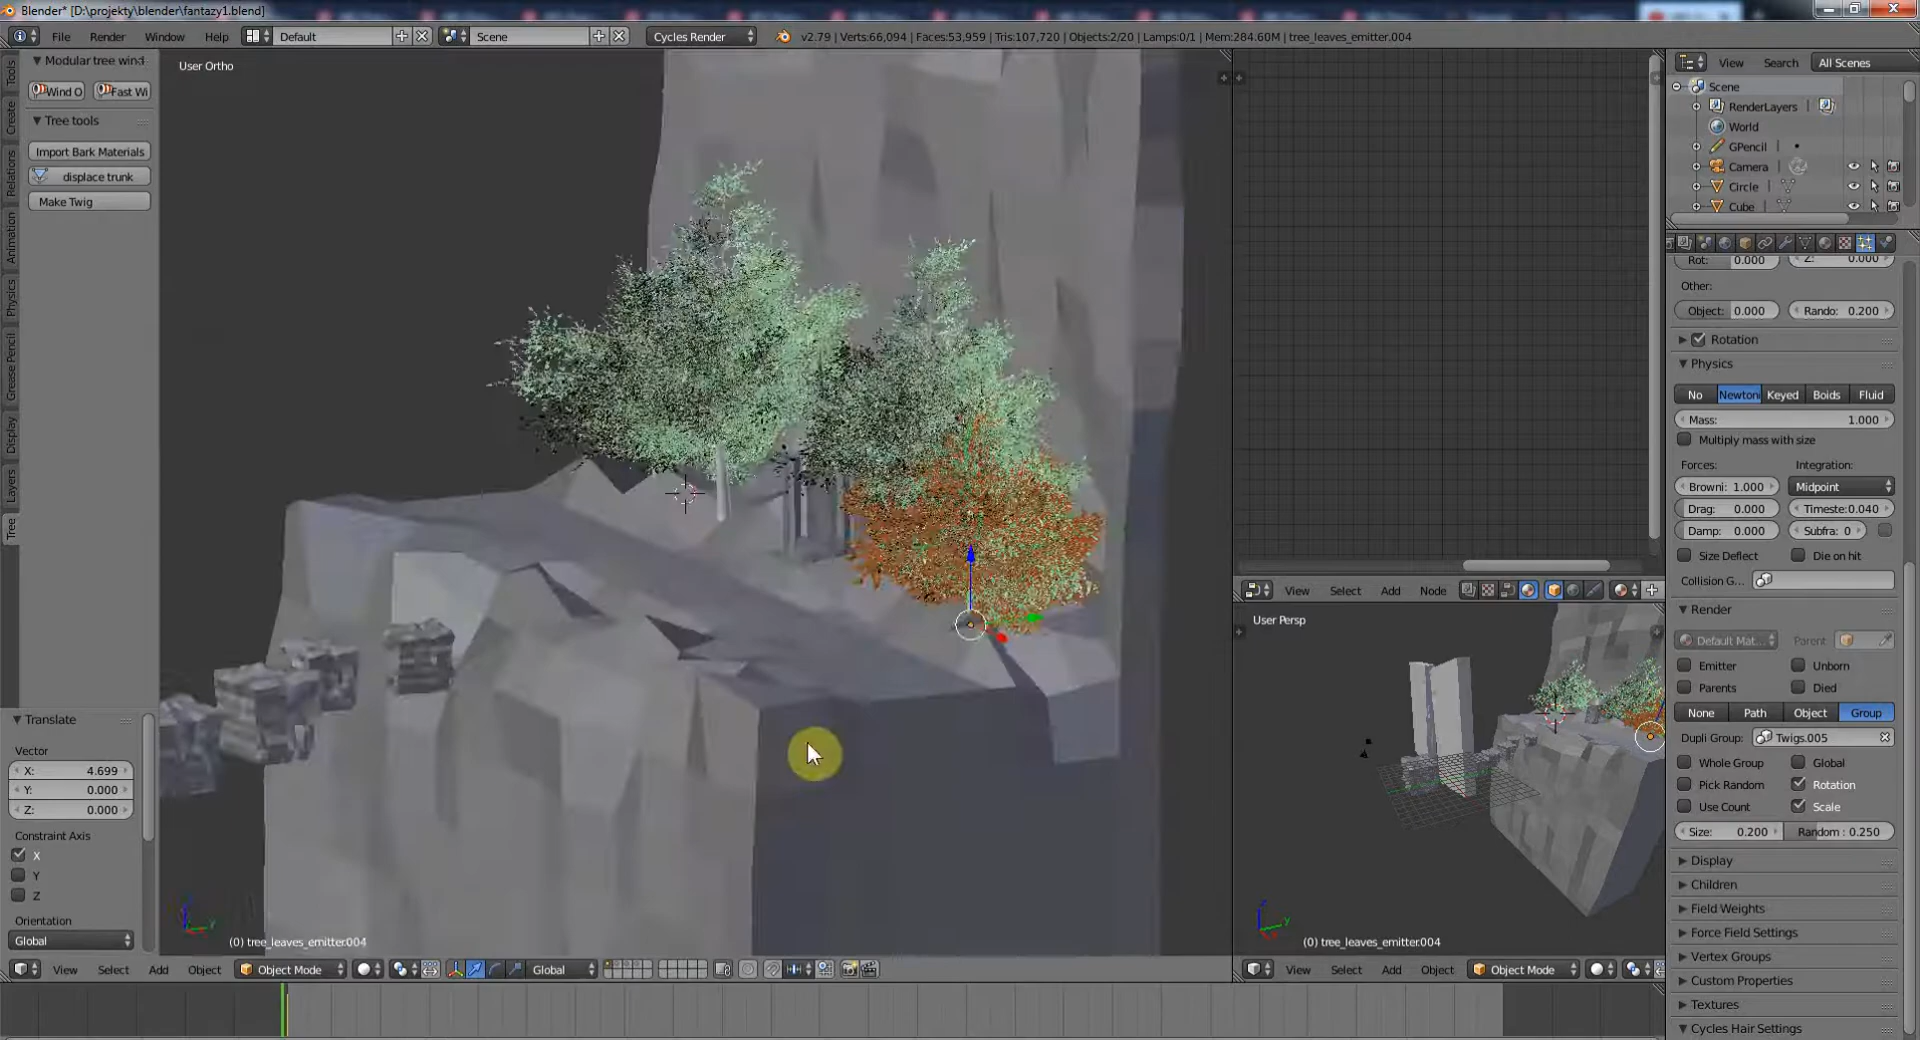 Blender* [D:\projekty\blender\fantazy1.blend]
File Render Window Help Default Scene Cycles Render v2.79 | Verts:66,094 | Faces:53,959 | Tris:107,720 | Objects:2/20 | Lamps:0/1 | Mem:284.60M | tree_leaves_emitter.004
Modular tree wind
Wind O Fast Wi
Tree tools
Import Bark Materials
displace trunk
Make Twig
Tools
Create
Relations
Animation
Physics
Grease Pencil
Display
Layers
Tree
Translate
Vector
X: 4.699
Y: 0.000
Z: 0.000
Constraint Axis
X
Y
Z
Orientation
Global
User Ortho
(0) tree_leaves_emitter.004
View Select Add Object Object Mode Global
View Select Add Node
User Persp
(0) tree_leaves_emitter.004
View Select Add Object Object Mode
View Search All Scenes
Scene
RenderLayers
World
GPencil
Camera
Circle
Cube
Rot: 0.000 Z: 0.000
Other:
Object: 0.000 Rando: 0.200
Rotation
Physics
No Newton Keyed Boids Fluid
Mass: 1.000
Multiply mass with size
Forces: Integration:
Browni: 1.000 Midpoint
Drag: 0.000 Timeste:0.040
Damp: 0.000 Subfra: 0
Size Deflect Die on hit
Collision G...
Render
Default Mat... Parent
Emitter Unborn
Parents Died
None Path Object Group
Dupli Group: Twigs.005
Whole Group Global
Pick Random Rotation
Use Count Scale
Size: 0.200 Random : 0.250
Display
Children
Field Weights
Force Field Settings
Vertex Groups
Custom Properties
Textures
Cycles Hair Settings